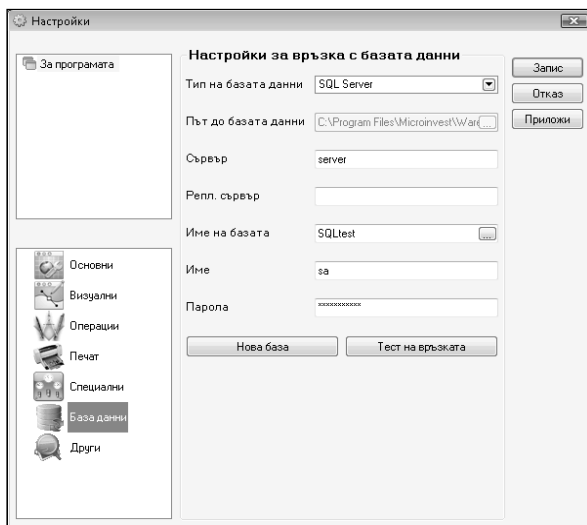 Настройки
За програмата
Настройки за връзка с базата данни
Тип на базата данни SQL Server
Път до базата данни C:\Program Files\Microinvest\Ware ...
Сървър server
Репл. сървър
Име на базата SQLtest ...
Име sa
Парола xxxxxxxxxxx
Нова база Тест на връзката
Запис
Отказ
Приложи
Основни
Визуални
Операции
Печат
Специални
База данни
Други